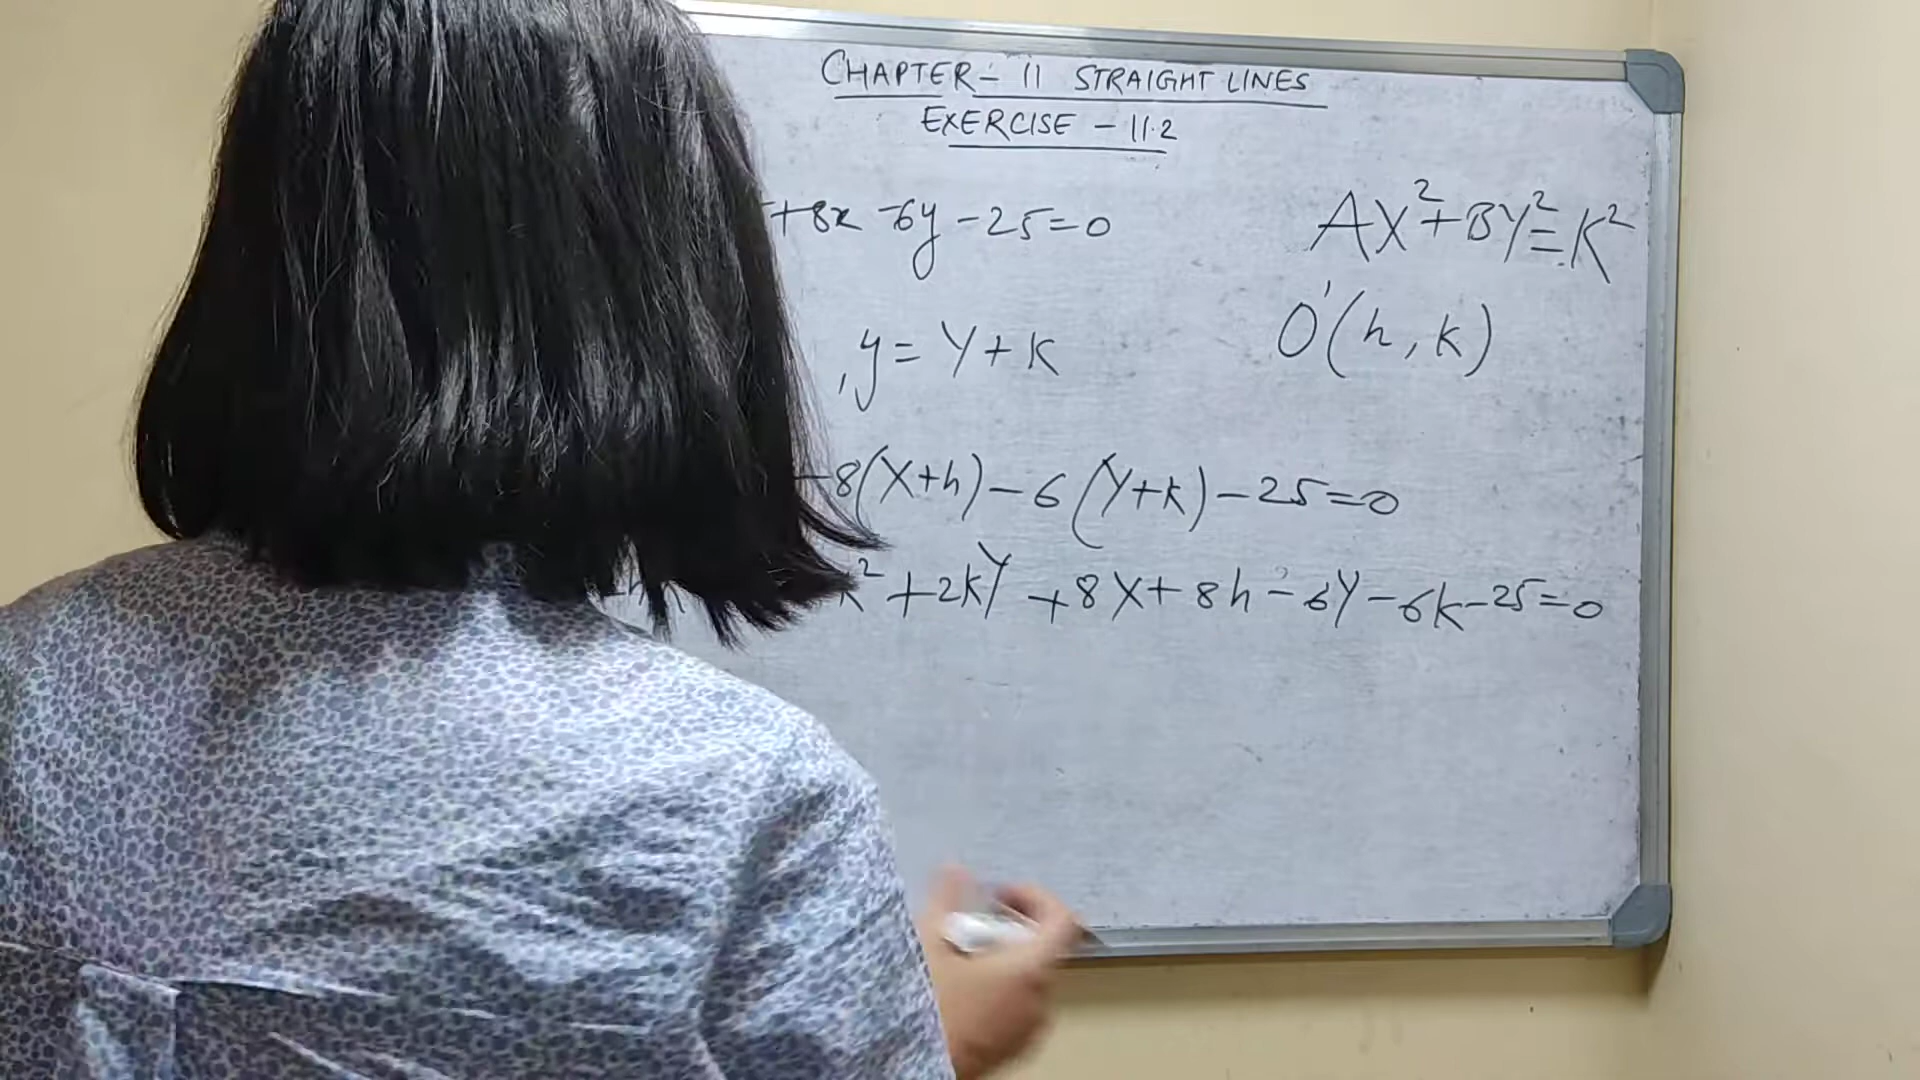 CHAPTER - 11 STRAIGHT LINES
EXERCISE - 11.2
+8x -6y -25=0
AX²+BY²=K²
O'(h, k)
, y = Y + k
8(X+h) - 6(Y+k) - 25=0
k² +2kY +8X+8h - 6Y - 6k - 25=0